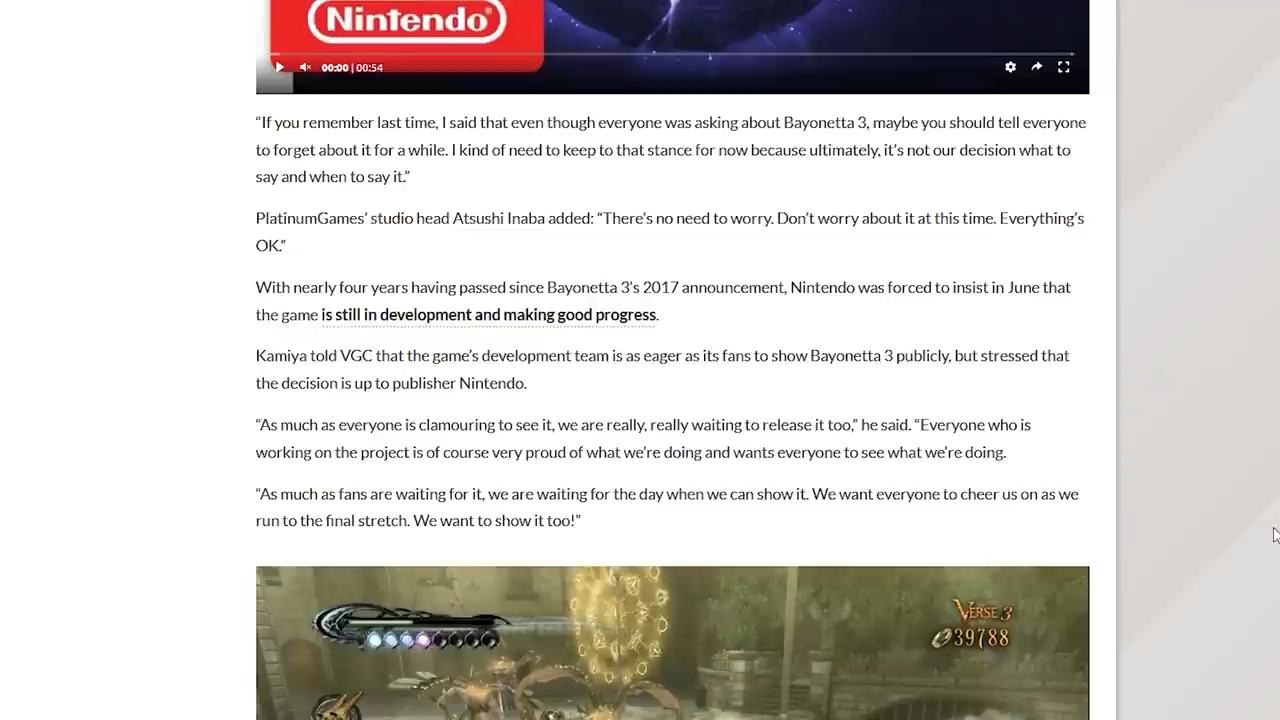 Nintendo
00:00 | 00:54
“If you remember last time, I said that even though everyone was asking about Bayonetta 3, maybe you should tell everyone
to forget about it for a while. I kind of need to keep to that stance for now because ultimately, it’s not our decision what to
say and when to say it.”
PlatinumGames’ studio head Atsushi Inaba added: “There’s no need to worry. Don’t worry about it at this time. Everything’s
OK.”
With nearly four years having passed since Bayonetta 3’s 2017 announcement, Nintendo was forced to insist in June that
the game is still in development and making good progress.
Kamiya told VGC that the game’s development team is as eager as its fans to show Bayonetta 3 publicly, but stressed that
the decision is up to publisher Nintendo.
“As much as everyone is clamouring to see it, we are really, really waiting to release it too,” he said. “Everyone who is
working on the project is of course very proud of what we’re doing and wants everyone to see what we’re doing.
“As much as fans are waiting for it, we are waiting for the day when we can show it. We want everyone to cheer us on as we
run to the final stretch. We want to show it too!”
VERSE 3
39788